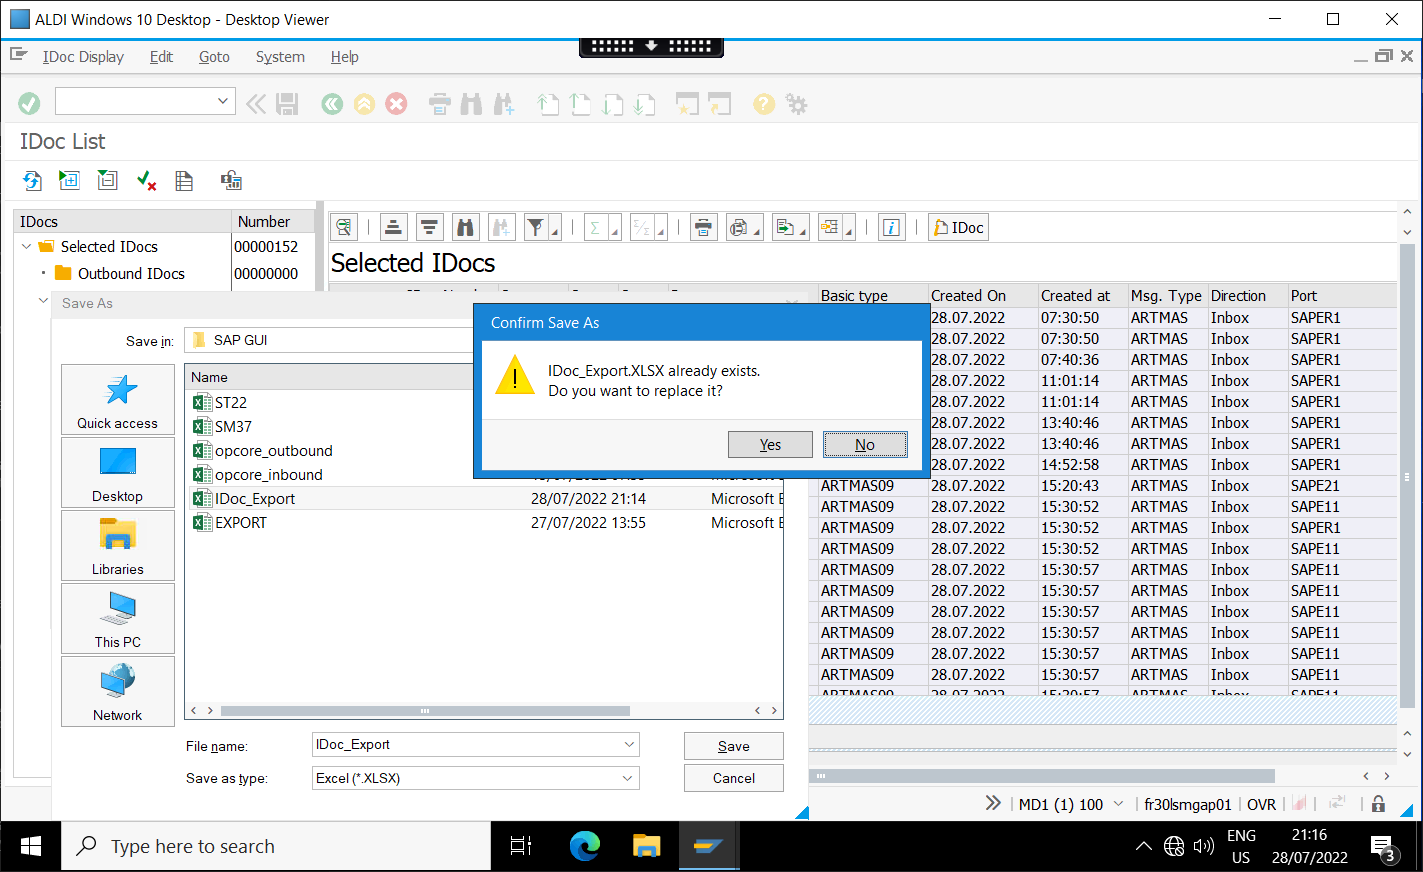 ALDI Windows 10 Desktop - Desktop Viewer
IDoc Display Edit Goto System Help
IDoc List
IDocs Number
Selected IDocs 00000152
Outbound IDocs 00000000
IDoc
Selected IDocs
Basic type Created On Created at Msg. Type Direction Port
28.07.2022 07:30:50 ARTMAS Inbox SAPER1
28.07.2022 07:30:50 ARTMAS Inbox SAPER1
28.07.2022 07:40:36 ARTMAS Inbox SAPER1
28.07.2022 11:01:14 ARTMAS Inbox SAPER1
28.07.2022 11:01:14 ARTMAS Inbox SAPER1
28.07.2022 13:40:46 ARTMAS Inbox SAPER1
28.07.2022 13:40:46 ARTMAS Inbox SAPER1
28.07.2022 14:52:58 ARTMAS Inbox SAPER1
ARTMAS09 28.07.2022 15:20:43 ARTMAS Inbox SAPE21
ARTMAS09 28.07.2022 15:30:52 ARTMAS Inbox SAPE11
ARTMAS09 28.07.2022 15:30:52 ARTMAS Inbox SAPER1
ARTMAS09 28.07.2022 15:30:52 ARTMAS Inbox SAPE11
ARTMAS09 28.07.2022 15:30:57 ARTMAS Inbox SAPE11
ARTMAS09 28.07.2022 15:30:57 ARTMAS Inbox SAPE11
ARTMAS09 28.07.2022 15:30:57 ARTMAS Inbox SAPE11
ARTMAS09 28.07.2022 15:30:57 ARTMAS Inbox SAPE11
ARTMAS09 28.07.2022 15:30:57 ARTMAS Inbox SAPE11
ARTMAS09 28.07.2022 15:30:57 ARTMAS Inbox SAPE11
ARTMAS09 28.07.2022 15:30:57 ARTMAS Inbox SAPE11
Save As
Save in: SAP GUI
Quick access
Desktop
Libraries
This PC
Network
Name
ST22
SM37
opcore_outbound
opcore_inbound
IDoc_Export 28/07/2022 21:14 Microsoft E
EXPORT 27/07/2022 13:55 Microsoft E
File name: IDoc_Export Save
Save as type: Excel (*.XLSX) Cancel
Confirm Save As
IDoc_Export.XLSX already exists.
Do you want to replace it?
Yes No
MD1 (1) 100 fr30lsmgap01 OVR
Type here to search
ENG
US
21:16
28/07/2022
3